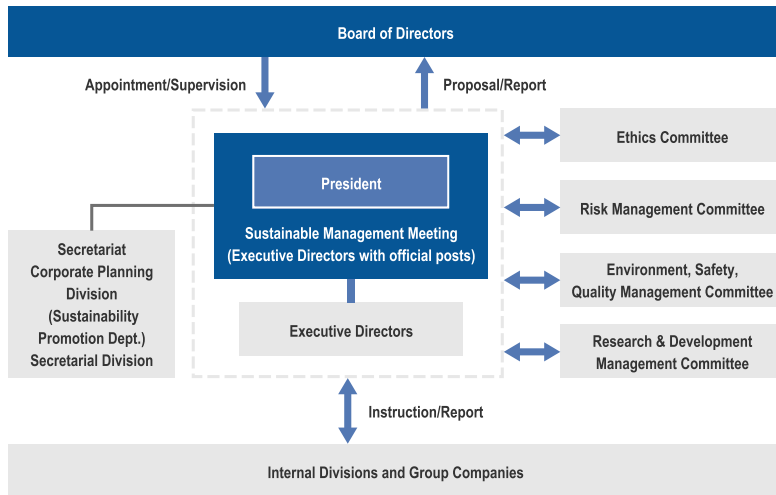 Board of Directors
Appointment/Supervision
Proposal/Report
President
Sustainable Management Meeting
(Executive Directors with official posts)
Executive Directors
Secretariat
Corporate Planning
Division
(Sustainability
Promotion Dept.)
Secretarial Division
Ethics Committee
Risk Management Committee
Environment, Safety,
Quality Management Committee
Research & Development
Management Committee
Instruction/Report
Internal Divisions and Group Companies